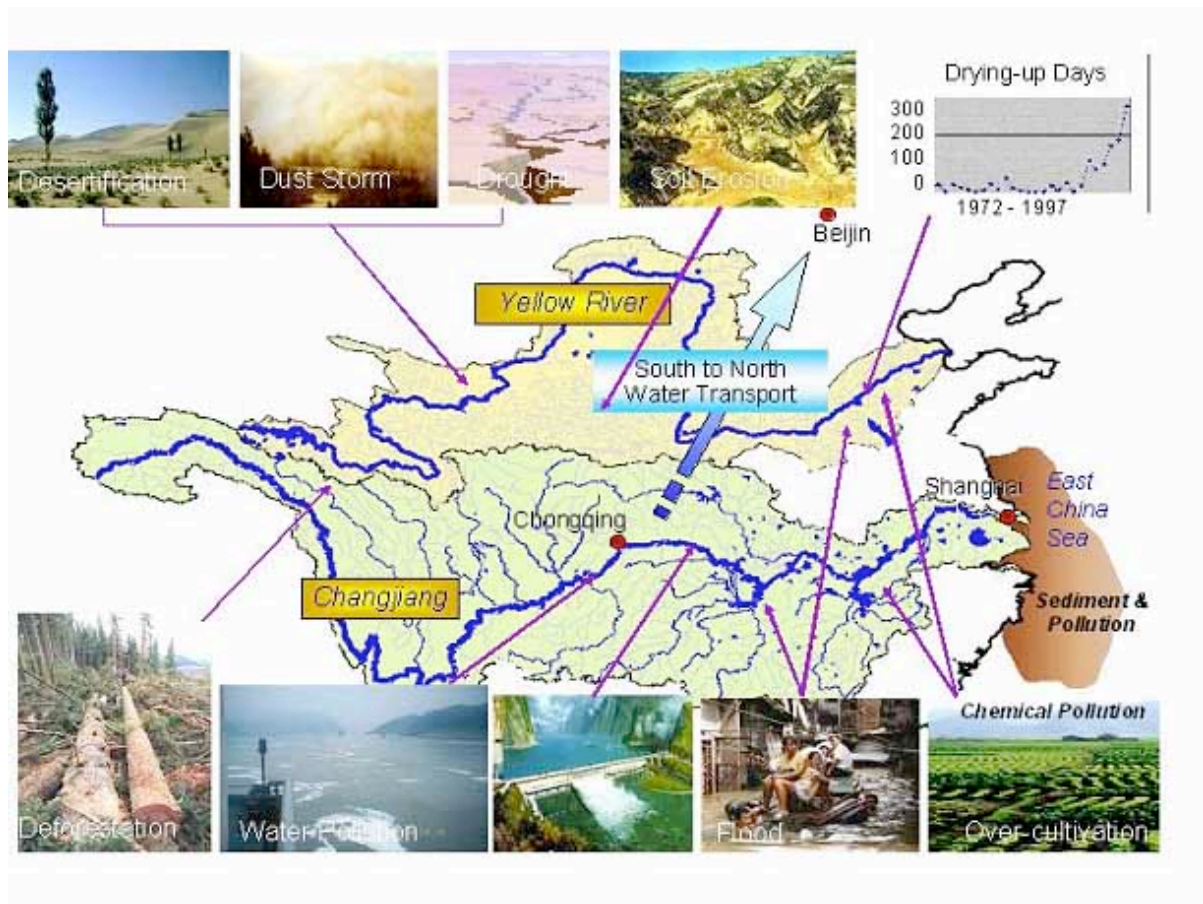 Desertification
Dust Storm
Drought
Soil Erosion
Drying-up Days
300
200
100
0
1972 - 1997
Beijin
Yellow River
South to North
Water Transport
Shanghai
East
China
Sea
Chongqing
Changjiang
Sediment &
Pollution
Chemical Pollution
Deforestation
Water Pollution
Flood
Over-cultivation